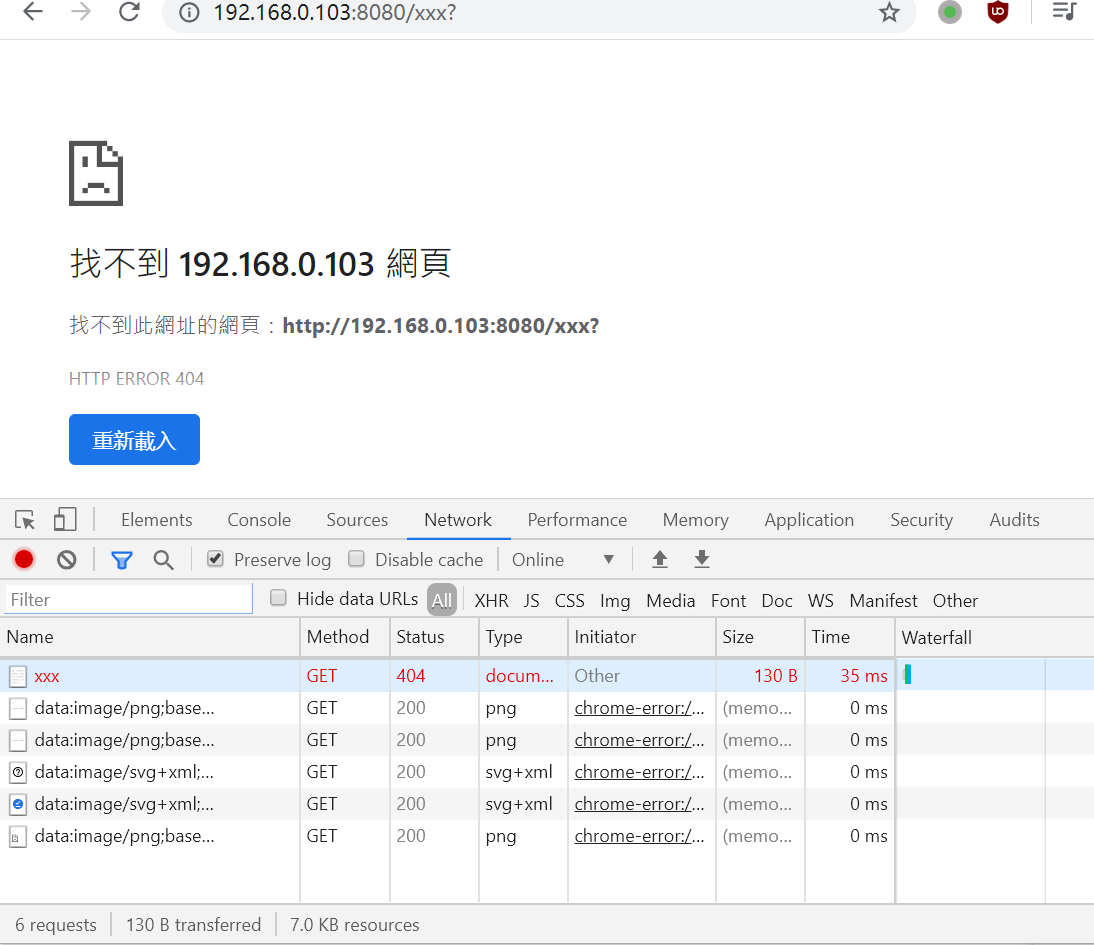 192.168.0.103:8080/xxx?
找不到 192.168.0.103 網頁
找不到此網址的網頁：http://192.168.0.103:8080/xxx?
HTTP ERROR 404
重新載入
Elements Console Sources Network Performance Memory Application Security Audits
Preserve log Disable cache Online
Filter Hide data URLs All XHR JS CSS Img Media Font Doc WS Manifest Other
Name Method Status Type Initiator Size Time Waterfall
xxx GET 404 docum... Other 130 B 35 ms
data:image/png;base... GET 200 png chrome-error:/... (memo... 0 ms
data:image/png;base... GET 200 png chrome-error:/... (memo... 0 ms
data:image/svg+xml;... GET 200 svg+xml chrome-error:/... (memo... 0 ms
data:image/svg+xml;... GET 200 svg+xml chrome-error:/... (memo... 0 ms
data:image/png;base... GET 200 png chrome-error:/... (memo... 0 ms
6 requests 130 B transferred 7.0 KB resources